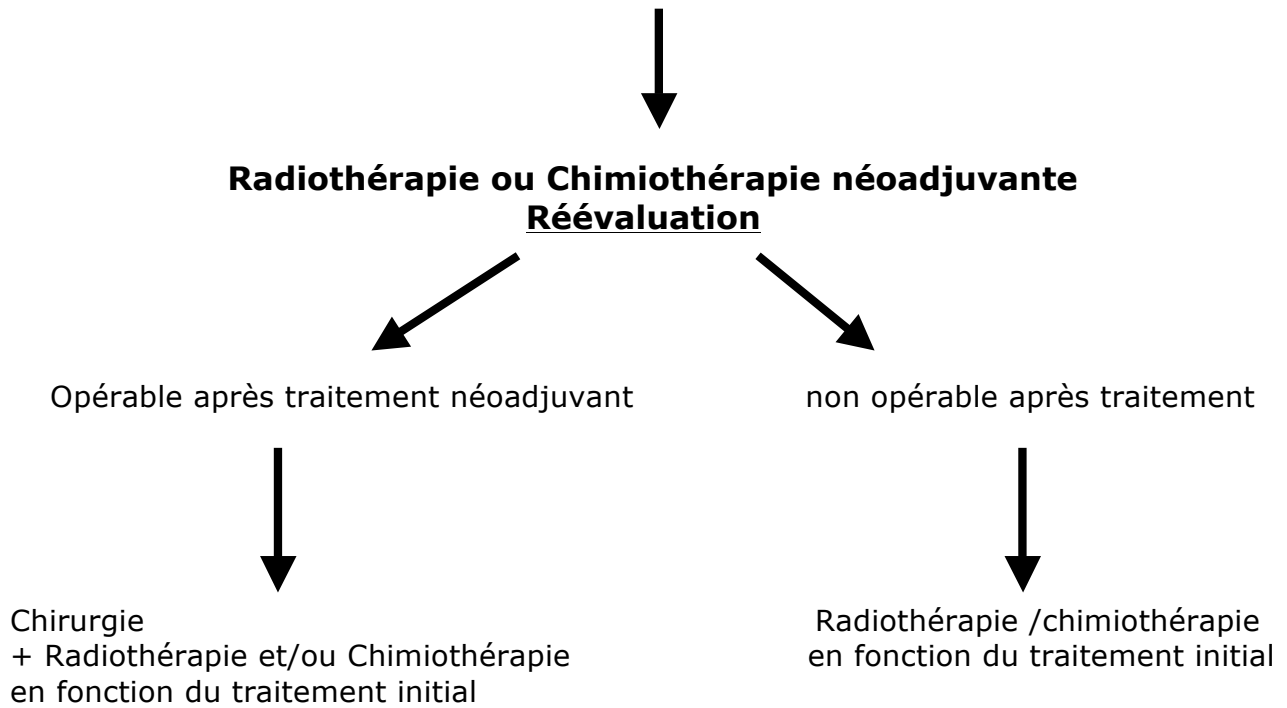 Radiothérapie ou Chimiothérapie néoadjuvante
Réévaluation
Opérable après traitement néoadjuvant
non opérable après traitement
Chirurgie
+ Radiothérapie et/ou Chimiothérapie
en fonction du traitement initial
Radiothérapie /chimiothérapie
en fonction du traitement initial